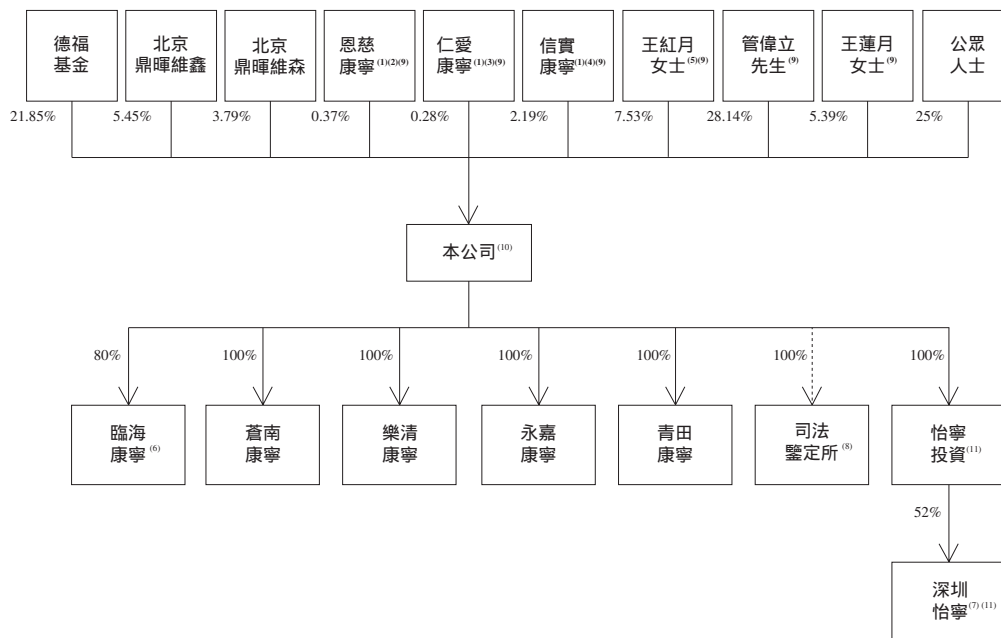 德福
基金
北京
鼎暉維鑫
北京
鼎暉維森
恩慈
康寧(1)(2)(9)
仁愛
康寧(1)(3)(9)
信實
康寧(1)(4)(9)
王紅月
女士(5)(9)
管偉立
先生(9)
王蓮月
女士(9)
公眾
人士
21.85%
5.45%
3.79%
0.37%
0.28%
2.19%
7.53%
28.14%
5.39%
25%
本公司(10)
80%
100%
100%
100%
100%
100%
100%
臨海
康寧(6)
蒼南
康寧
樂清
康寧
永嘉
康寧
青田
康寧
司法
鑒定所(8)
怡寧
投資(11)
52%
深圳
怡寧(7)(11)